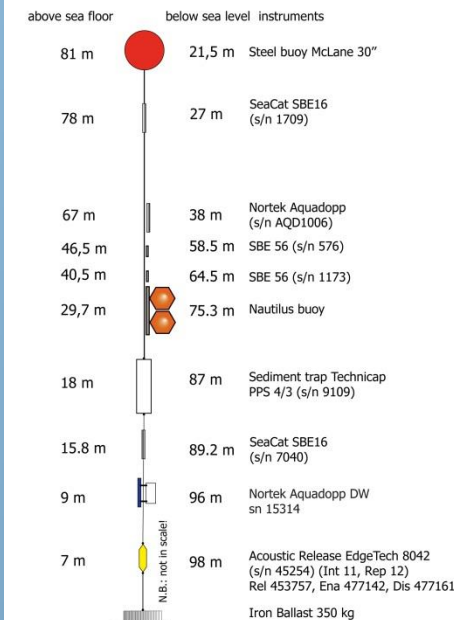 above sea floor below sea level instruments
81 m 21,5 m Steel buoy McLane 30”
78 m 27 m SeaCat SBE16
(s/n 1709)
67 m 38 m Nortek Aquadopp
(s/n AQD1006)
46,5 m 58.5 m SBE 56 (s/n 576)
40,5 m 64.5 m SBE 56 (s/n 1173)
29,7 m 75.3 m Nautilus buoy
18 m 87 m Sediment trap Technicap
PPS 4/3 (s/n 9109)
15.8 m 89.2 m SeaCat SBE16
(s/n 7040)
9 m 96 m Nortek Aquadopp DW
sn 15314
N.B.: not in scale!
7 m 98 m Acoustic Release EdgeTech 8042
(s/n 45254) (Int 11, Rep 12)
Rel 453757, Ena 477142, Dis 477161
Iron Ballast 350 kg